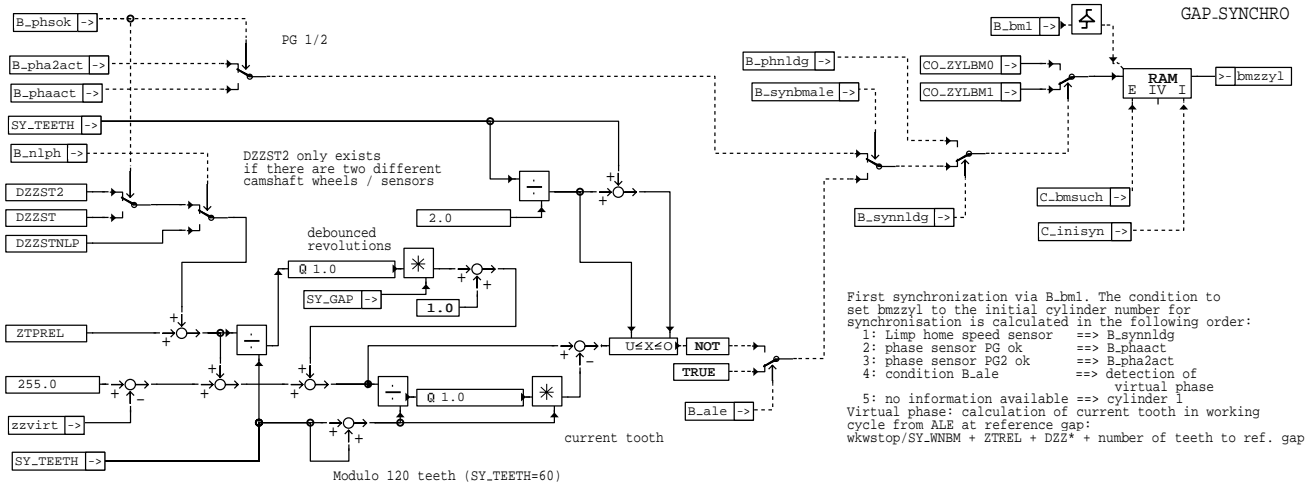 GAP_SYNCHRO
B_phsok ->
PG 1/2
B_pha2act ->
B_phaact ->
SY_TEETH ->
B_nlph ->
DZZST2 only exists
if there are two different
camshaft wheels / sensors
DZZST2
DZZST
DZZSTNLP
2.0
debounced
revolutions
Q 1.0
SY_GAP ->
1.0
ZTPREL
255.0
zzvirt ->
SY_TEETH ->
Q 1.0
current tooth
Modulo 120 teeth (SY_TEETH=60)
U≤X≤O
NOT
TRUE
B_ale ->
B_bm1 ->
B_phnldg ->
B_synbmale ->
CO_ZYLBM0 ->
CO_ZYLBM1 ->
RAM
E IV I
>- bmzzyl
B_synnldg ->
C_bmsuch ->
C_inisyn ->
First synchronization via B_bm1. The condition to
set bmzzyl to the initial cylinder number for
synchronisation is calculated in the following order:
1: Limp home speed sensor ==> B_synnldg
2: phase sensor PG ok ==> B_phaact
3: phase sensor PG2 ok ==> B_pha2act
4: condition B_ale ==> detection of
virtual phase
5: no information available ==> cylinder 1
Virtual phase: calculation of current tooth in working
cycle from ALE at reference gap:
wkwstop/SY_WNBM + ZTREL + DZZ* + number of teeth to ref. gap